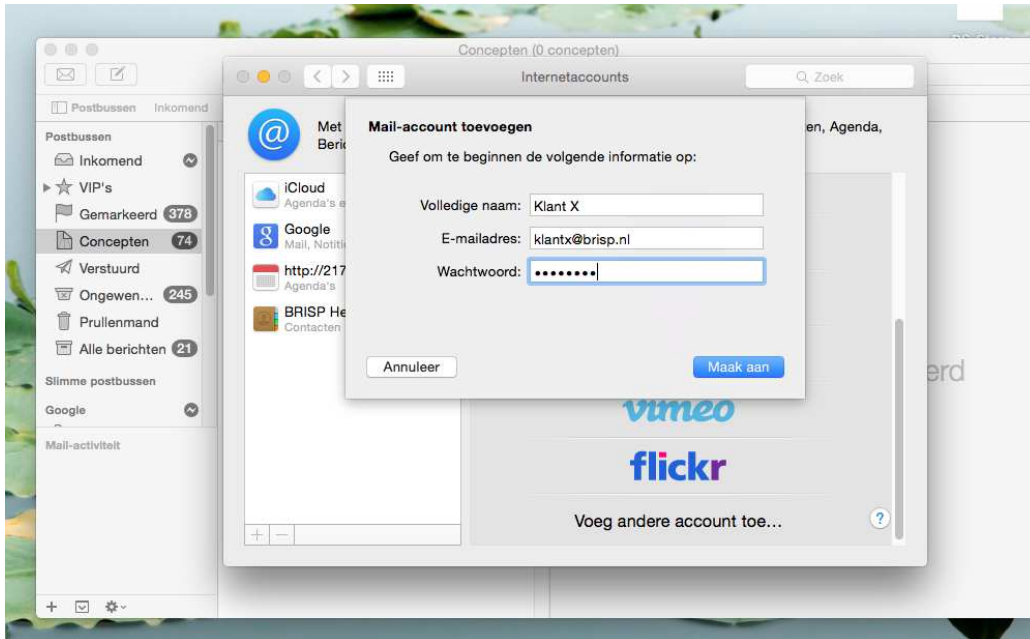 Concepten (0 concepten)
Internetaccounts
Zoek
Postbussen Inkomend
Postbussen
Inkomend
VIP's
Gemarkeerd 378
Concepten 74
Verstuurd
Ongewen... 245
Prullenmand
Alle berichten 21
Slimme postbussen
Google
Mail-activiteit
Met
en, Agenda,
iCloud
Agenda's e
Google
Mail, Notitie
http://217
Agenda's
BRISP He
Contacten
Mail-account toevoegen
Geef om te beginnen de volgende informatie op:
Volledige naam: Klant X
E-mailadres: klantx@brisp.nl
Wachtwoord: ••••••••
Annuleer
Maak aan
erd
vimeo
flickr
Voeg andere account toe...
?